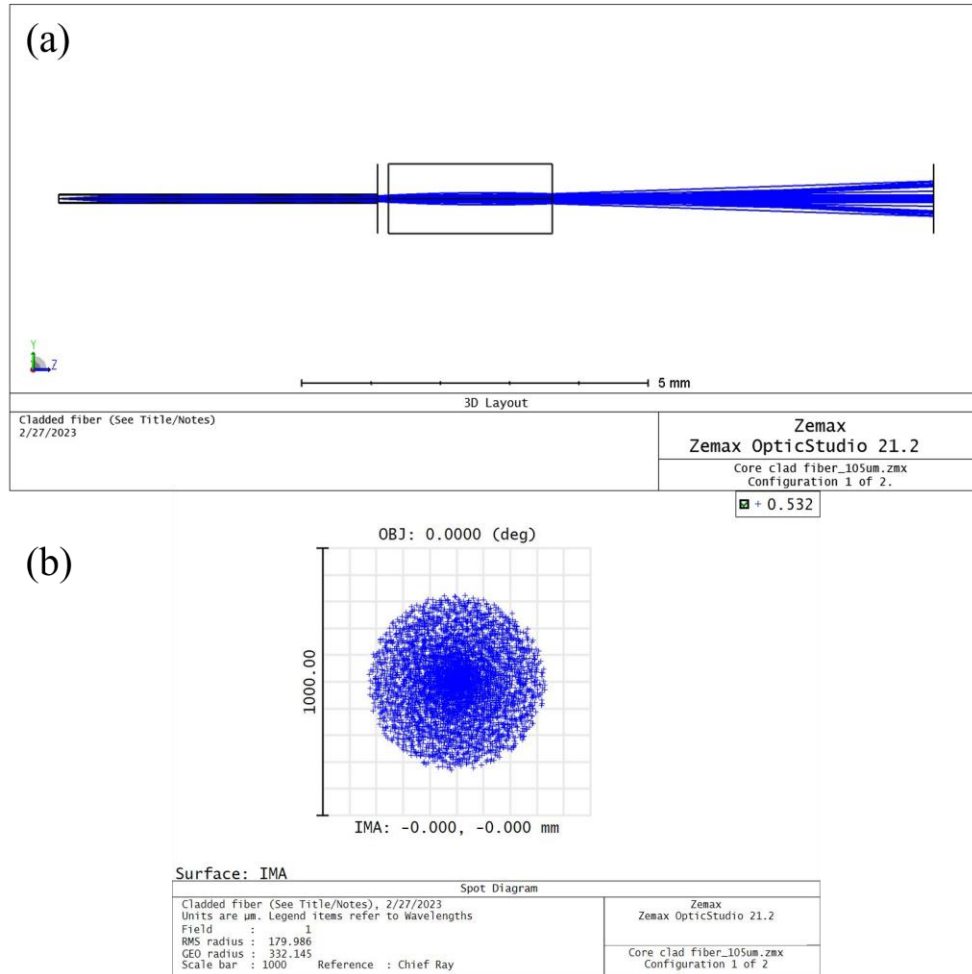 (a)
Y
Z
5 mm
3D Layout
Cladded fiber (See Title/Notes)
2/27/2023
Zemax
Zemax OpticStudio 21.2
Core clad fiber_105um.zmx
Configuration 1 of 2.
+ 0.532
(b)
OBJ: 0.0000 (deg)
1000.00
IMA: -0.000, -0.000 mm
Surface: IMA
Spot Diagram
Cladded fiber (See Title/Notes), 2/27/2023
Units are µm. Legend items refer to Wavelengths
Field : 1
RMS radius : 179.986
GEO radius : 332.145
Scale bar : 1000 Reference : Chief Ray
Zemax
Zemax OpticStudio 21.2
Core clad fiber_105um.zmx
Configuration 1 of 2